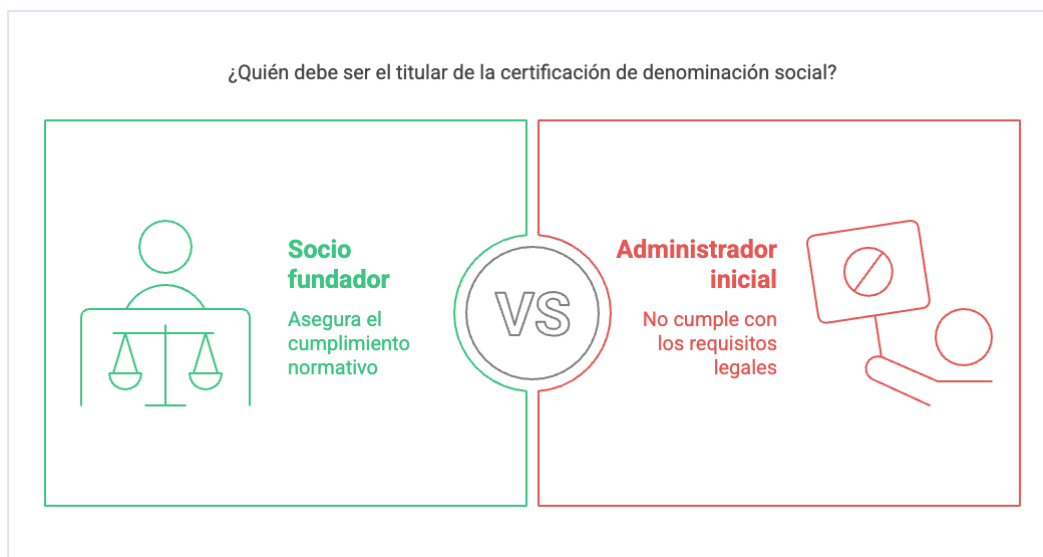 ¿Quién debe ser el titular de la certificación de denominación social?
Socio
fundador
Asegura el
cumplimiento
normativo
VS
Administrador
inicial
No cumple con
los requisitos
legales